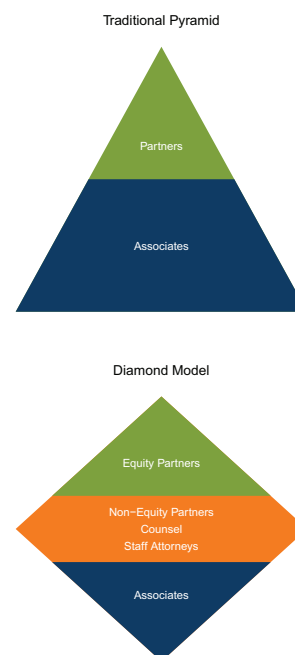 Traditional Pyramid
Partners
Associates
Diamond Model
Equity Partners
Non−Equity Partners
Counsel
Staff Attorneys
Associates